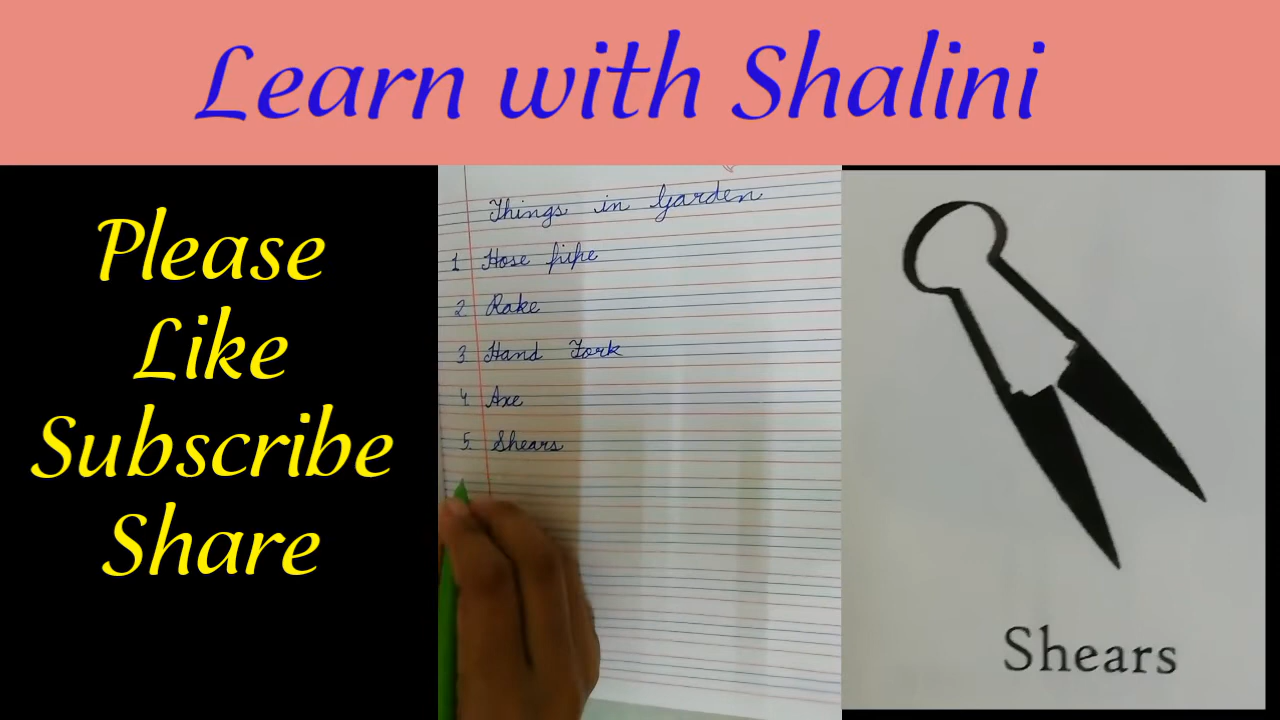 Learn with Shalini
Please
Like
Subscribe
Share
Things in Garden
1 Hose pipe
2 Rake
3 Hand Fork
4. Axe
5. Shears
Shears